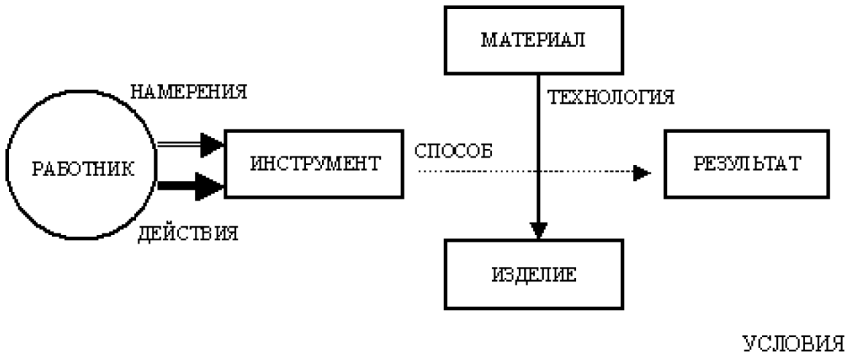 МАТЕРИАЛ
НАМЕРЕНИЯ
ТЕХНОЛОГИЯ
РАБОТНИК
ИНСТРУМЕНТ
СПОСОБ
РЕЗУЛЬТАТ
ДЕЙСТВИЯ
ИЗДЕЛИЕ
УСЛОВИЯ